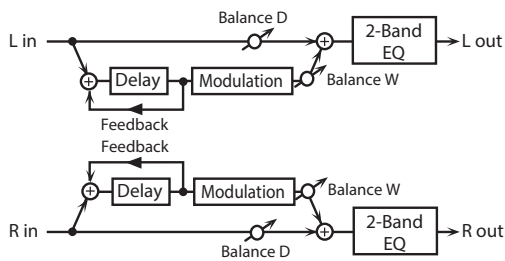 Balance D
L in
2-Band
EQ
L out
Delay
Modulation
Balance W
Feedback
Feedback
Delay
Modulation
Balance W
R in
2-Band
EQ
R out
Balance D